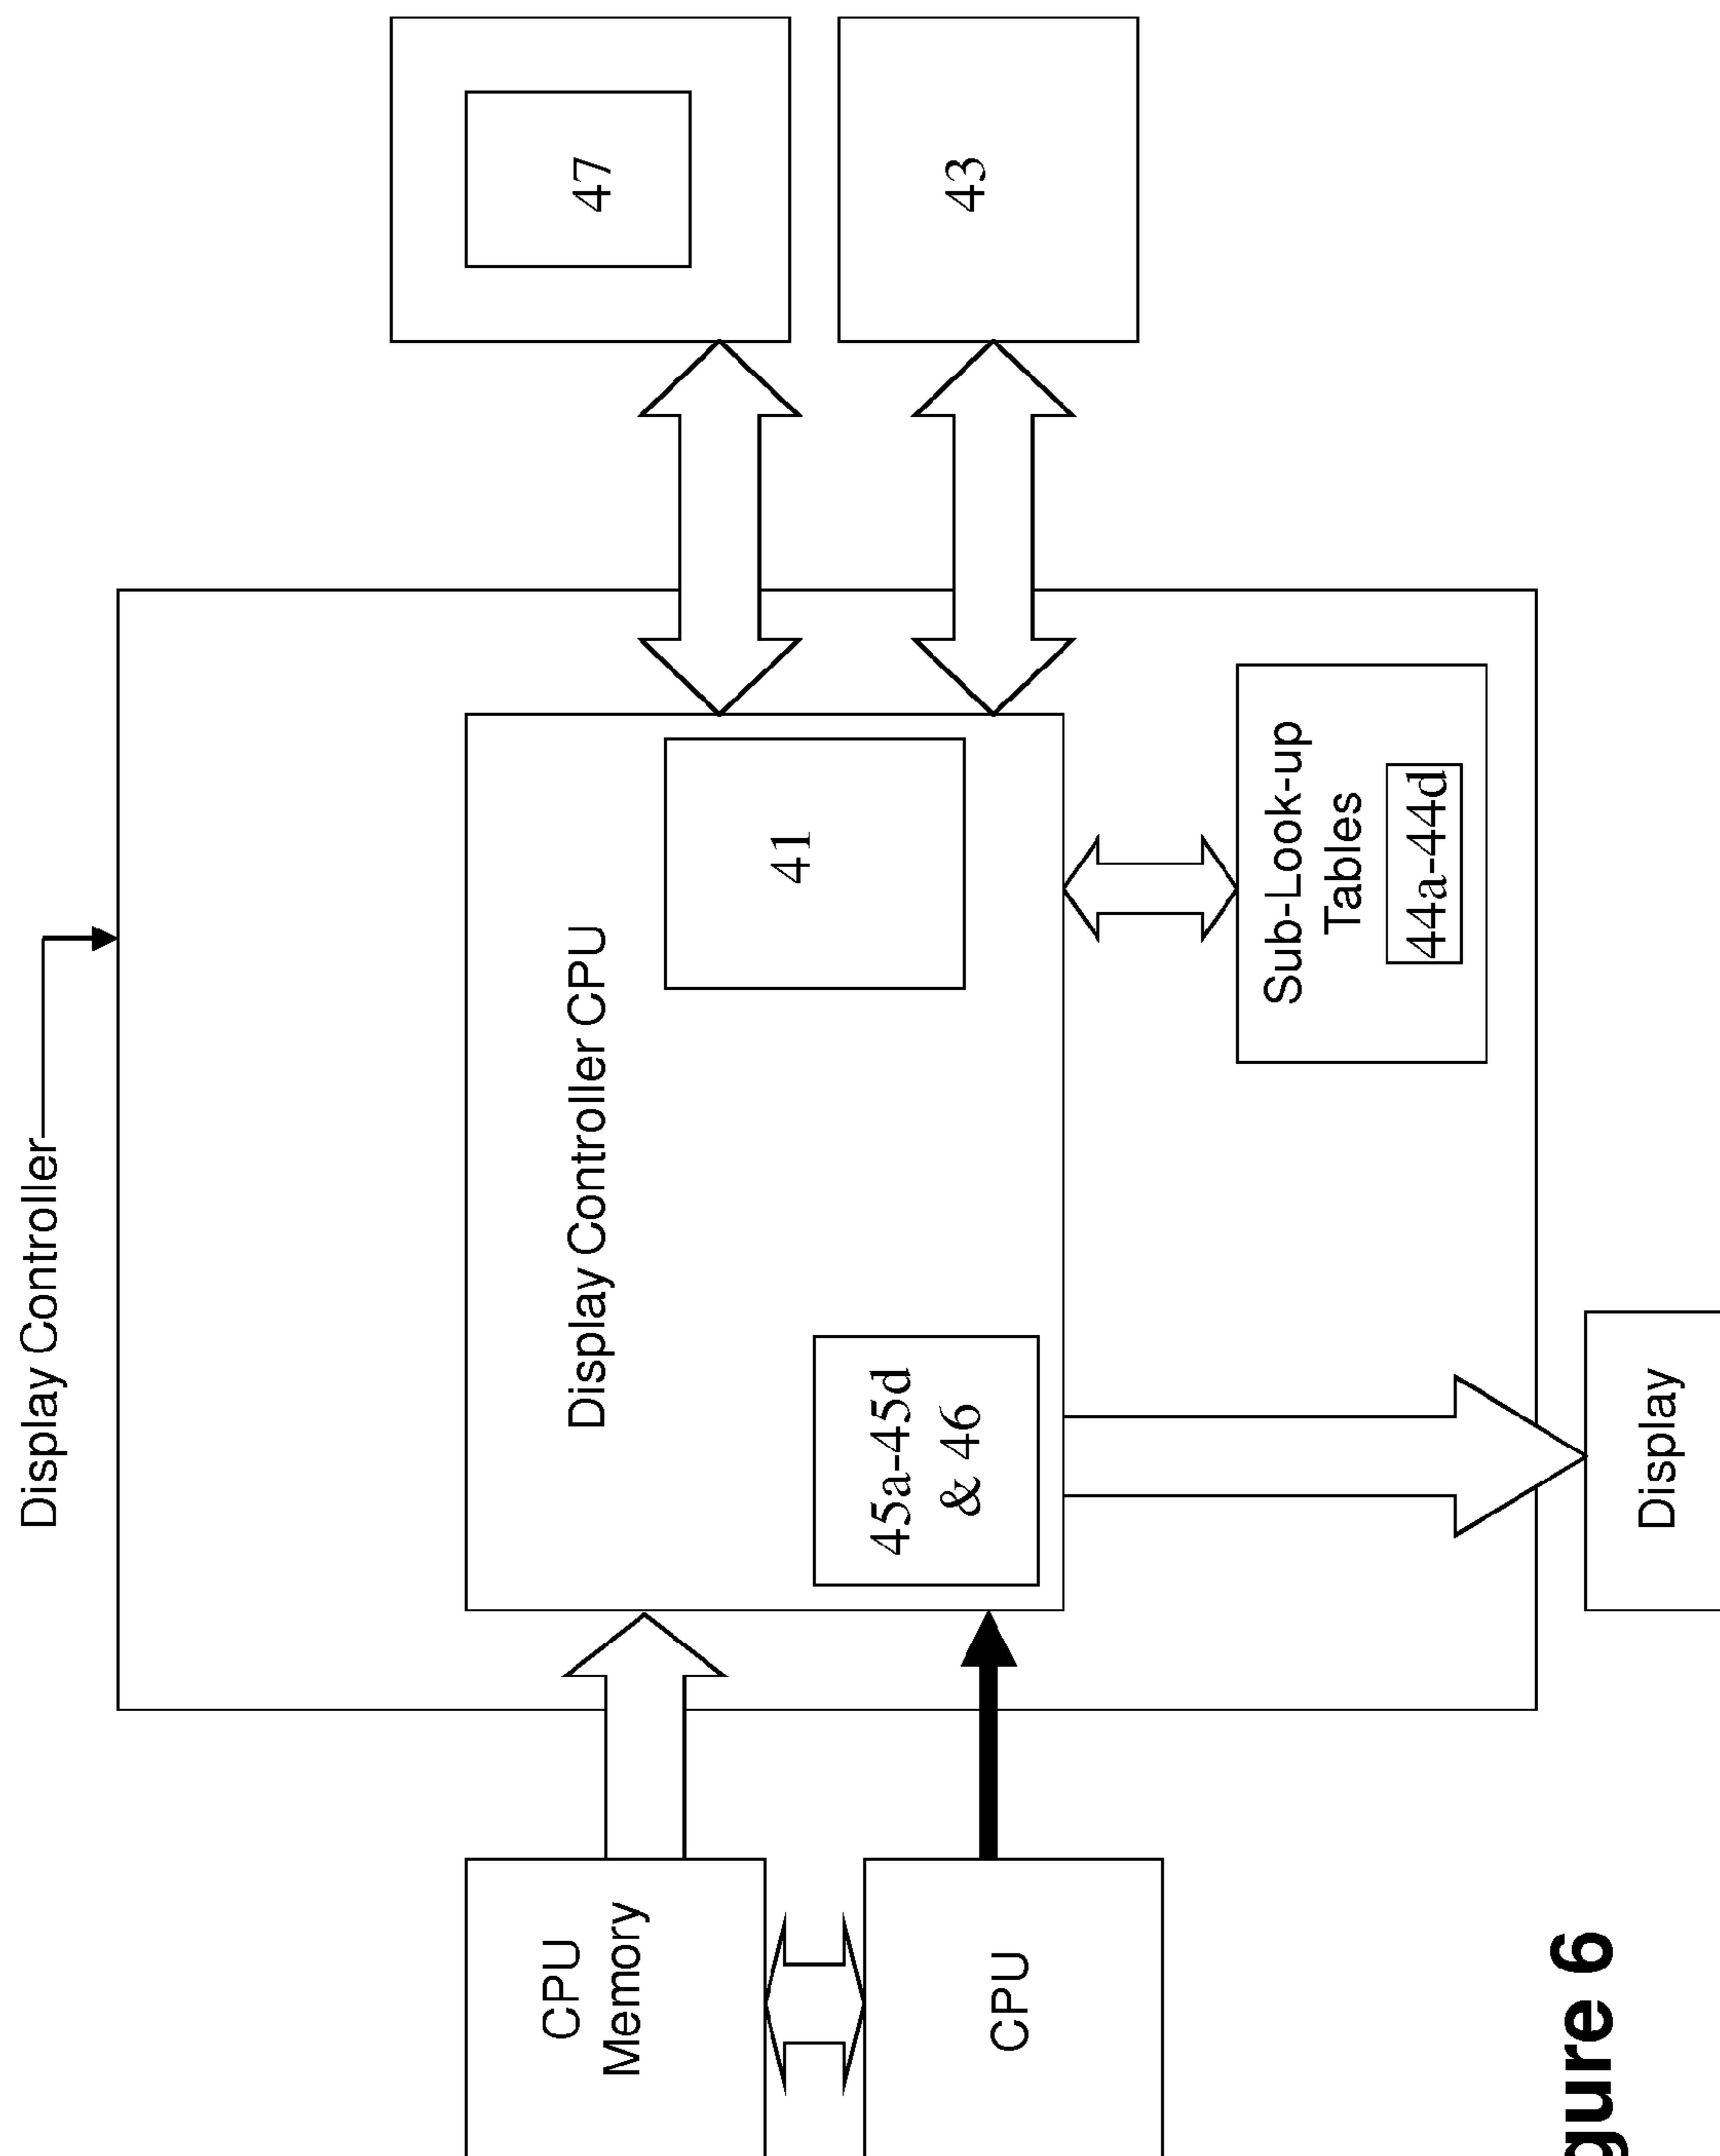 Display Controller
47
43
Display Controller CPU
41
45a-45d
& 46
Sub-Look-up
Tables
44a-44d
CPU
Memory
CPU
Display
gure 6